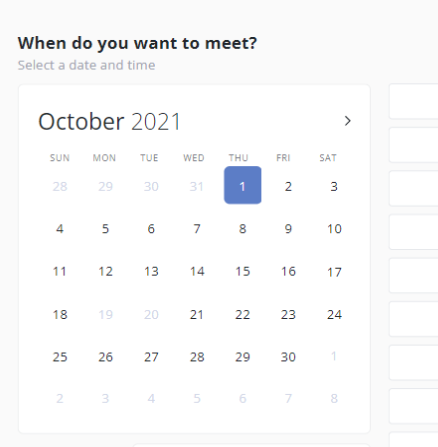 When do you want to meet?
Select a date and time
October 2021
SUN MON TUE WED THU FRI SAT
28 29 30 31 1 2 3
4 5 6 7 8 9 10
11 12 13 14 15 16 17
18 19 20 21 22 23 24
25 26 27 28 29 30 1
2 3 4 5 6 7 8